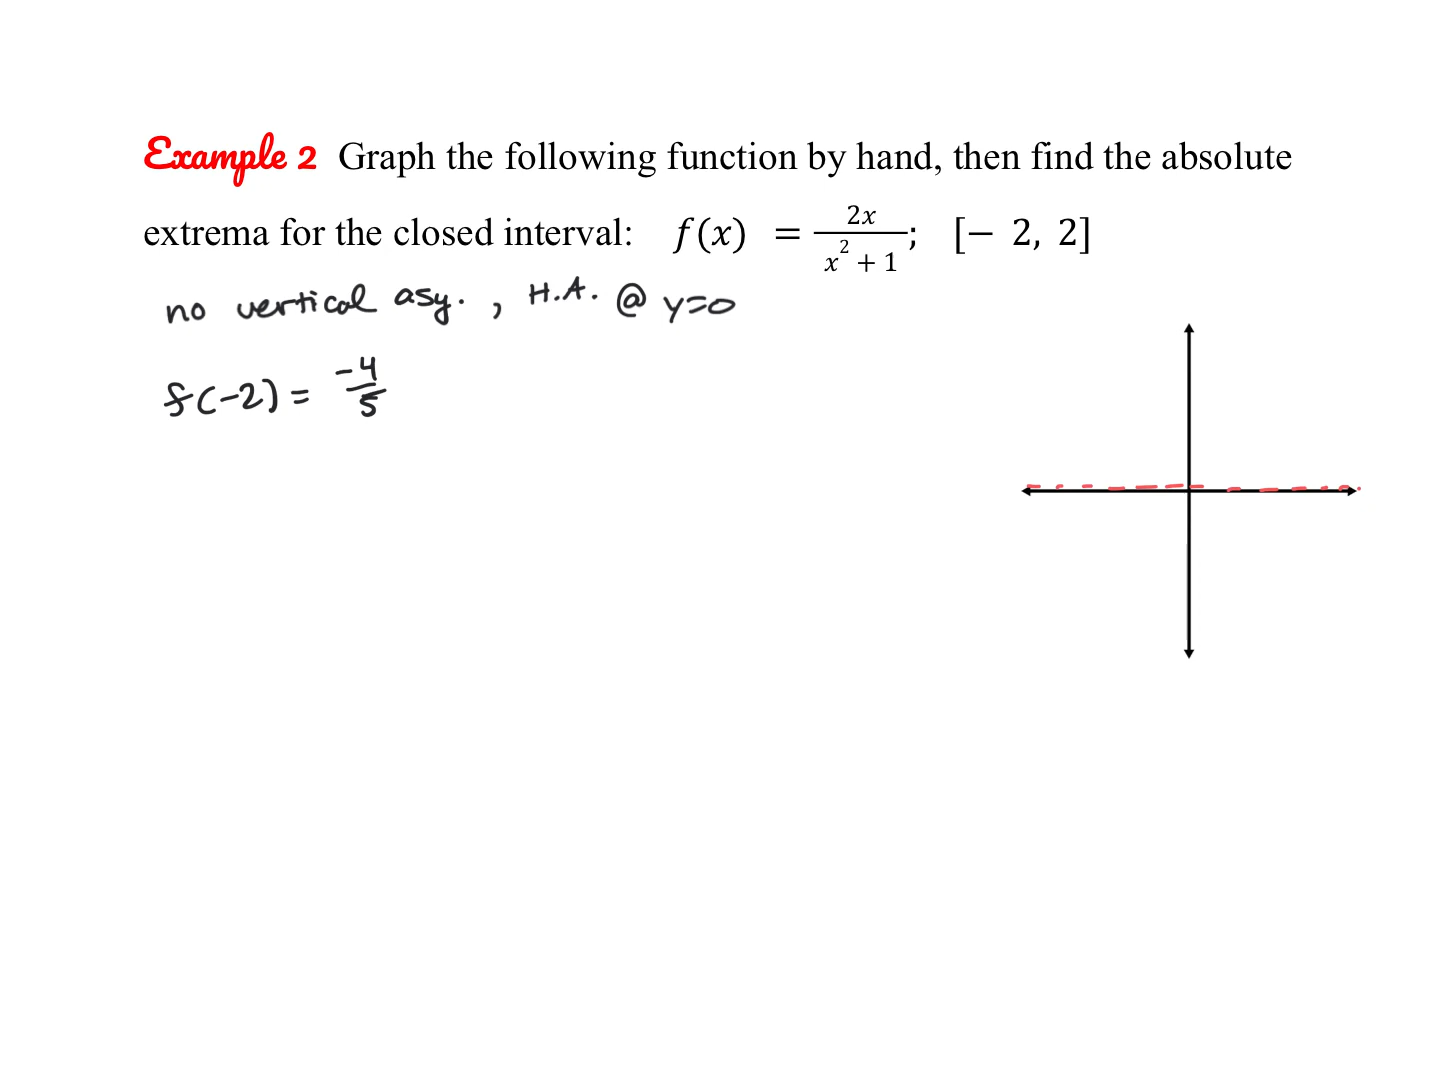 Example 2 Graph the following function by hand, then find the absolute
extrema for the closed interval: f(x) = 2x/(x² + 1); [− 2, 2]
no vertical asy. , H.A. @ y=0
f(-2) = -4/5